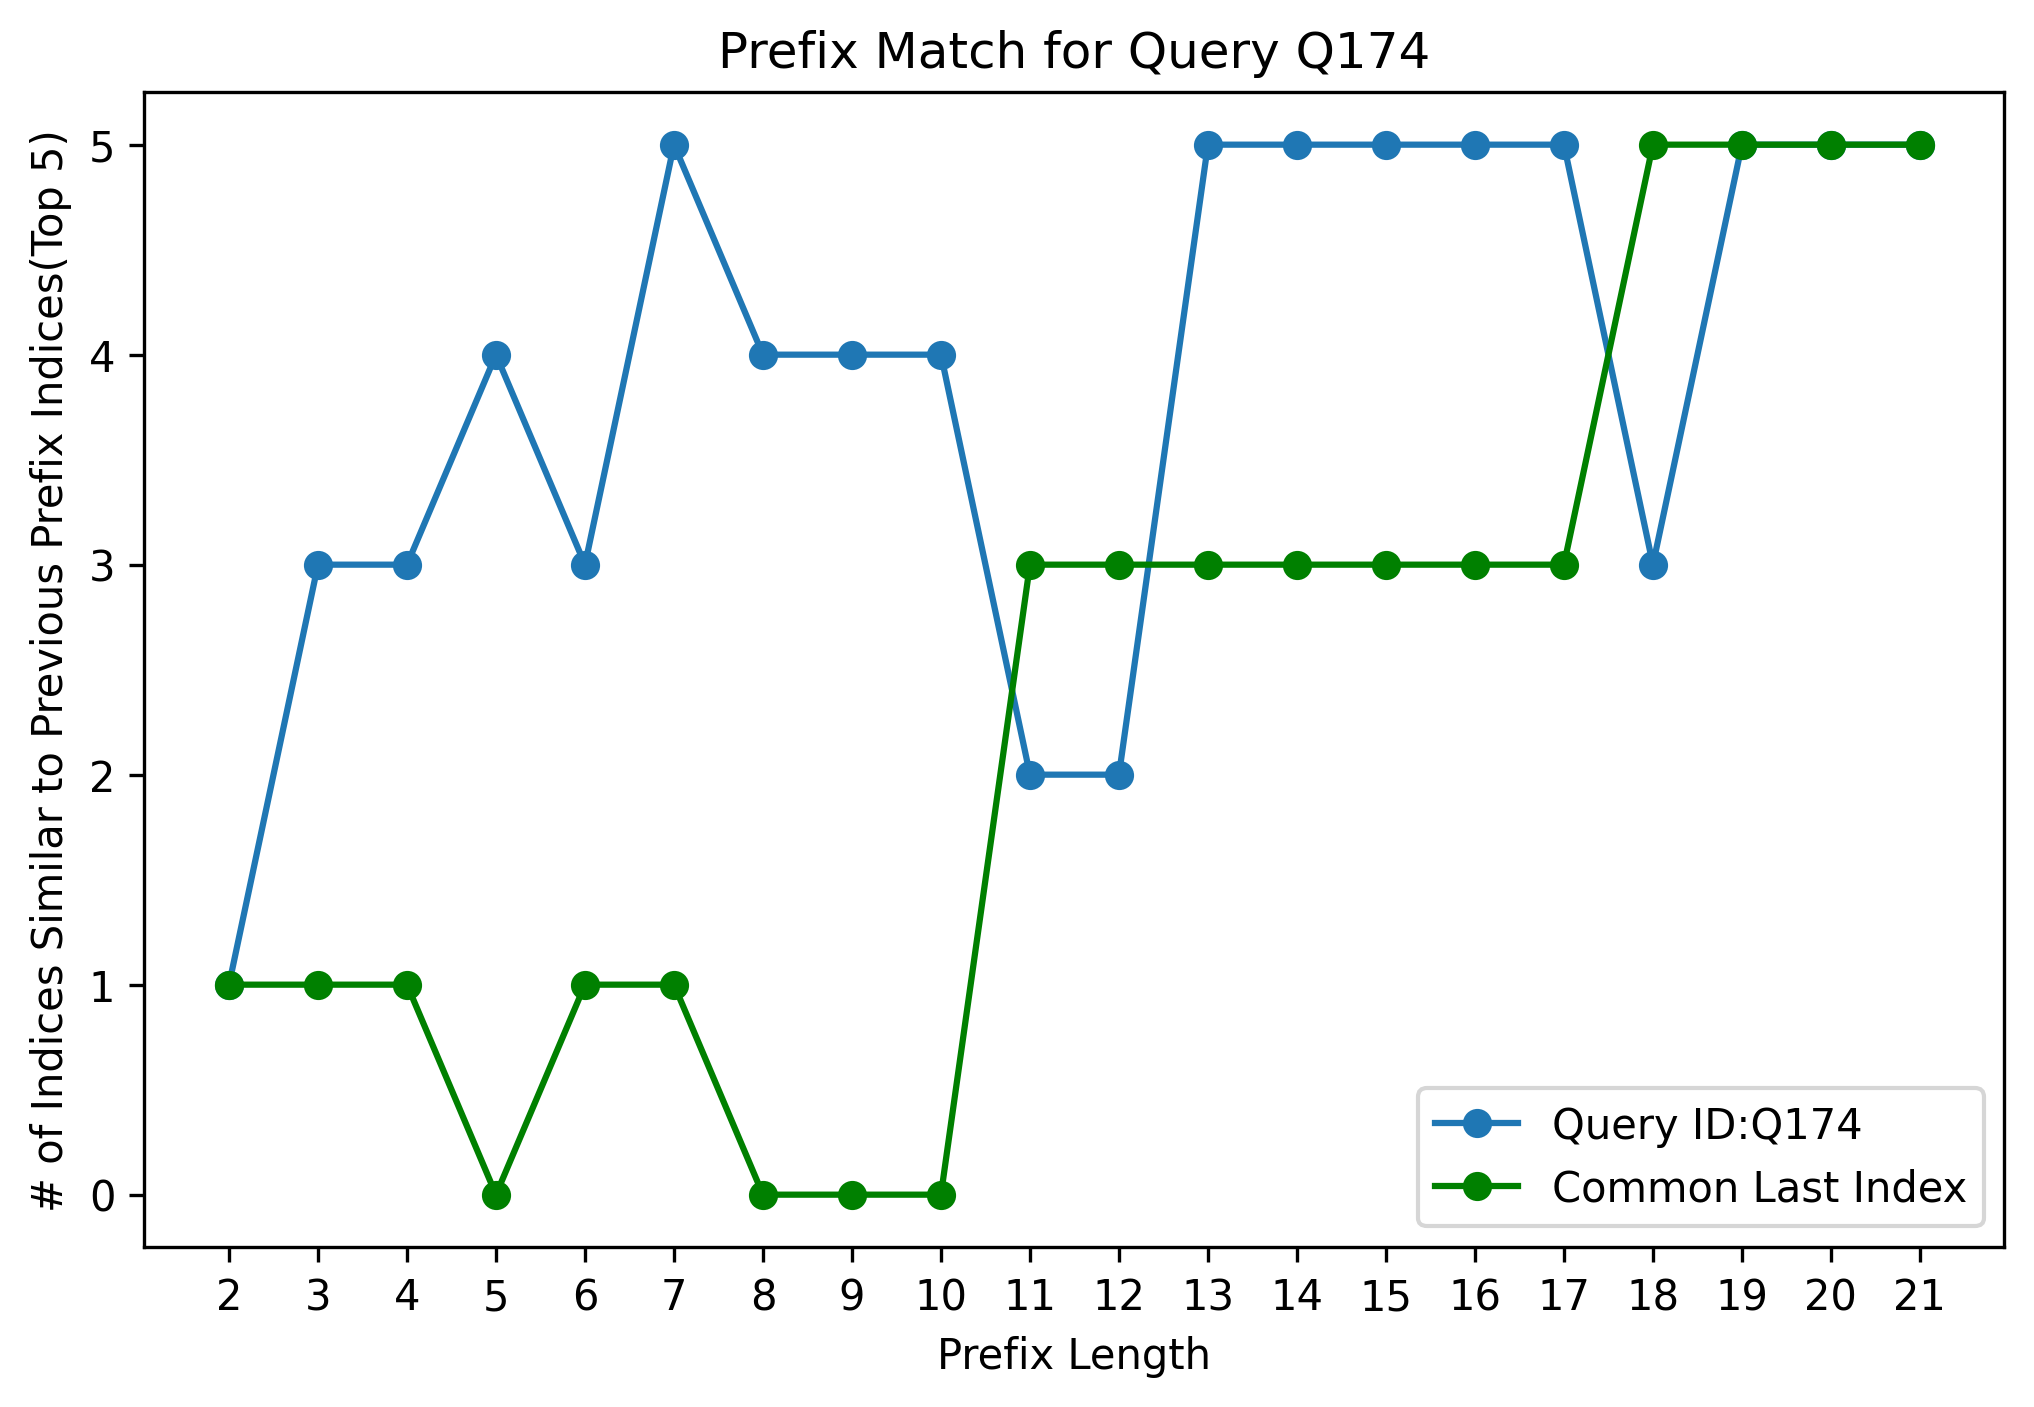 Prefix Match for Query Q174
# of Indices Similar to Previous Prefix Indices(Top 5)
5
4
3
2
1
0
Query ID:Q174
Common Last Index
2 3 4 5 6 7 8 9 10 11 12 13 14 15 16 17 18 19 20 21
Prefix Length